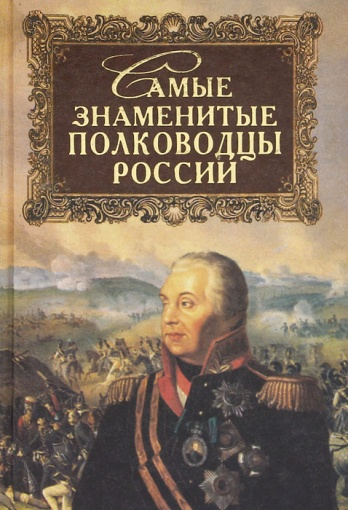 Самые
знаменитые
полководцы
России